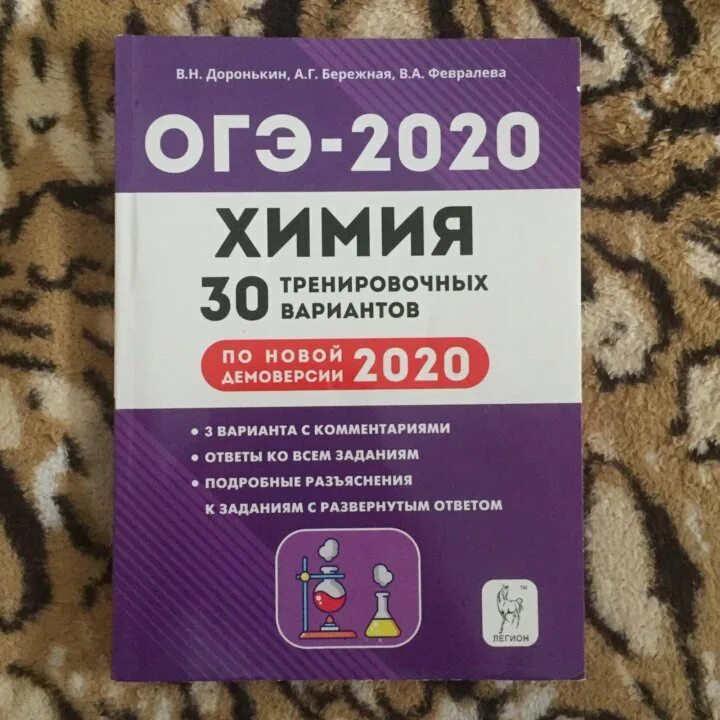 В.Н. Доронькин, А.Г. Бережная, В.А. Февралева
ОГЭ-2020
ХИМИЯ
30 ТРЕНИРОВОЧНЫХ
ВАРИАНТОВ
ПО НОВОЙ
ДЕМОВЕРСИИ 2020
• 3 ВАРИАНТА С КОММЕНТАРИЯМИ
• ОТВЕТЫ КО ВСЕМ ЗАДАНИЯМ
• ПОДРОБНЫЕ РАЗЪЯСНЕНИЯ
К ЗАДАНИЯМ С РАЗВЕРНУТЫМ ОТВЕТОМ
TM
ЛЕГИОН